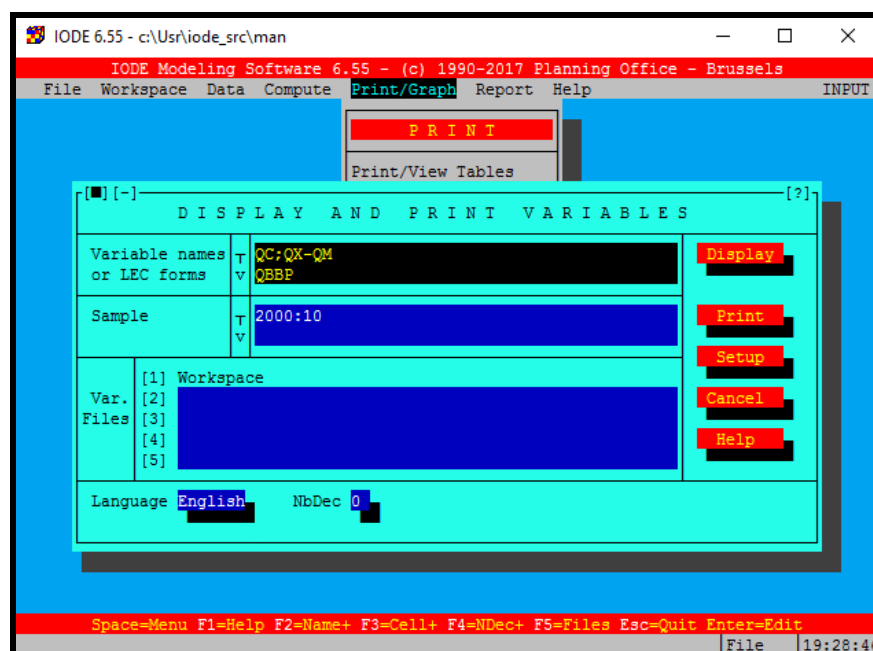 IODE 6.55 - c:\Usr\iode_src\man
IODE Modeling Software 6.55 - (c) 1990-2017 Planning Office - Brussels
File Workspace Data Compute Print/Graph Report Help INPUT
P R I N T
Print/View Tables
[■][-] [?]
D I S P L A Y A N D P R I N T V A R I A B L E S
Variable names QC;QX-QM Display
or LEC forms v QBBP
Sample 2000:10 Print
v
Setup
[1] Workspace
Var. [2] Cancel
Files [3]
[4] Help
[5]
Language English NbDec 0
Space=Menu F1=Help F2=Name+ F3=Cell+ F4=NDec+ F5=Files Esc=Quit Enter=Edit
File 19:28:4